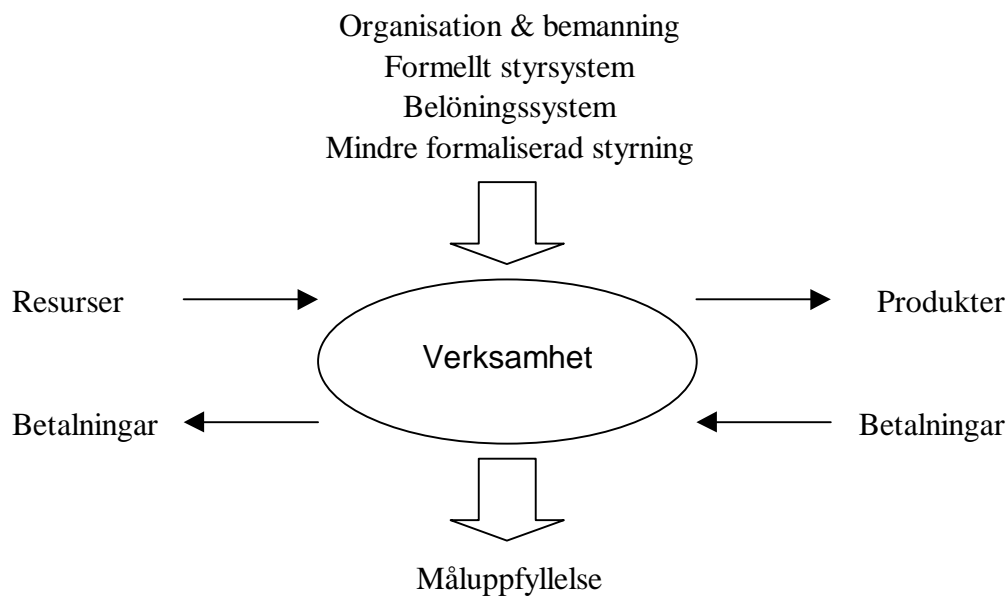 Organisation & bemanning
Formellt styrsystem
Belöningssystem
Mindre formaliserad styrning
Resurser
Produkter
Verksamhet
Betalningar
Betalningar
Måluppfyllelse